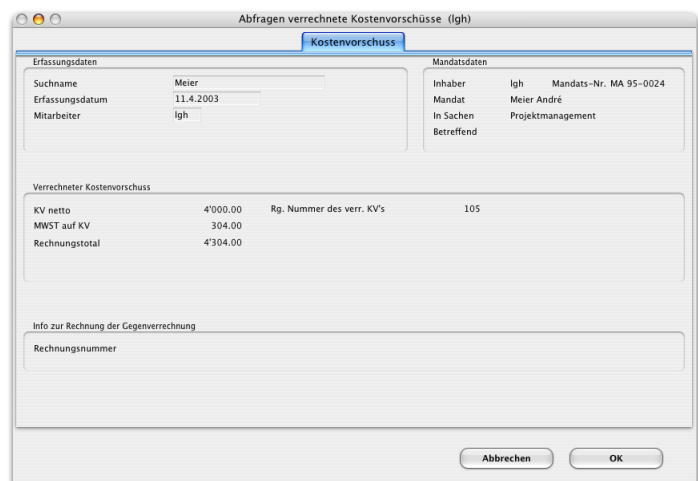 Abfragen verrechnete Kostenvorschüsse (lgh)
Kostenvorschuss
Erfassungsdaten
Suchname Meier
Erfassungsdatum 11.4.2003
Mitarbeiter lgh
Mandatsdaten
Inhaber lgh Mandats-Nr. MA 95-0024
Mandat Meier André
In Sachen Projektmanagement
Betreffend
Verrechneter Kostenvorschuss
KV netto 4'000.00 Rg. Nummer des verr. KV's 105
MWST auf KV 304.00
Rechnungstotal 4'304.00
Info zur Rechnung der Gegenverrechnung
Rechnungsnummer
Abbrechen OK